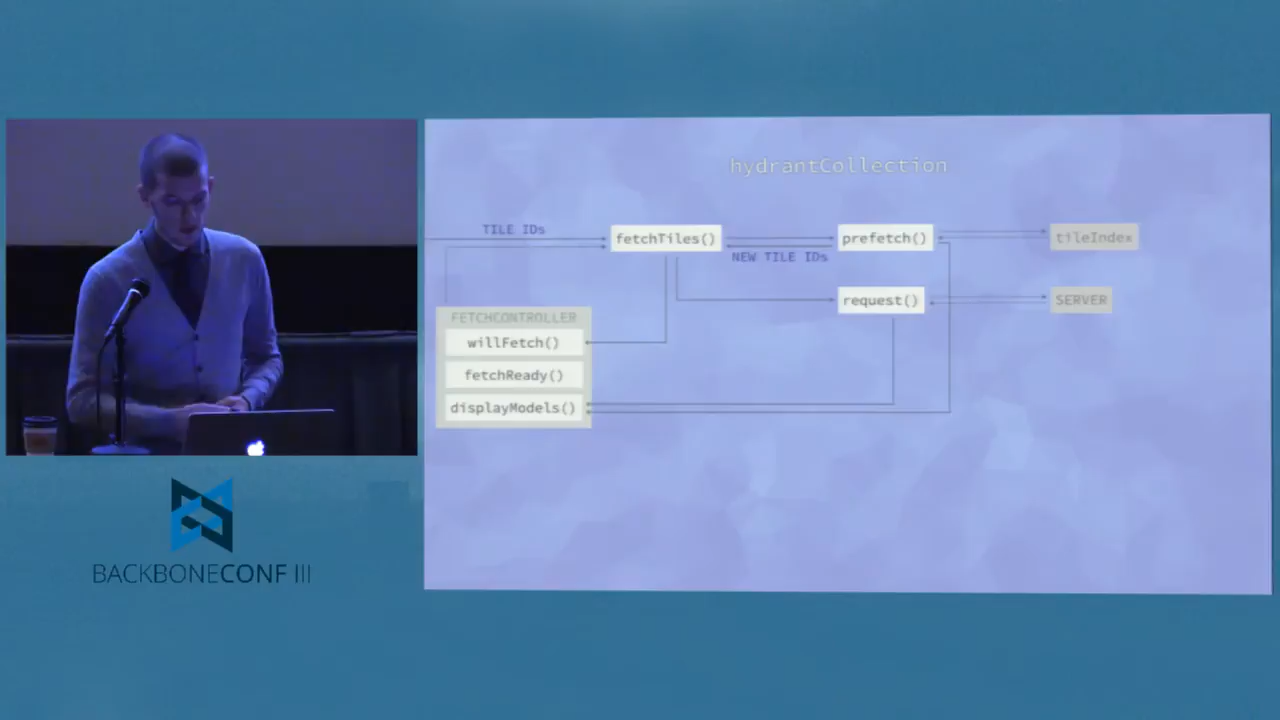 hydrantCollection
TILE IDs
fetchTiles()
prefetch()
tileIndex
NEW TILE IDs
request()
SERVER
FETCHCONTROLLER
willFetch()
fetchReady()
displayModels()
BACKBONECONF III